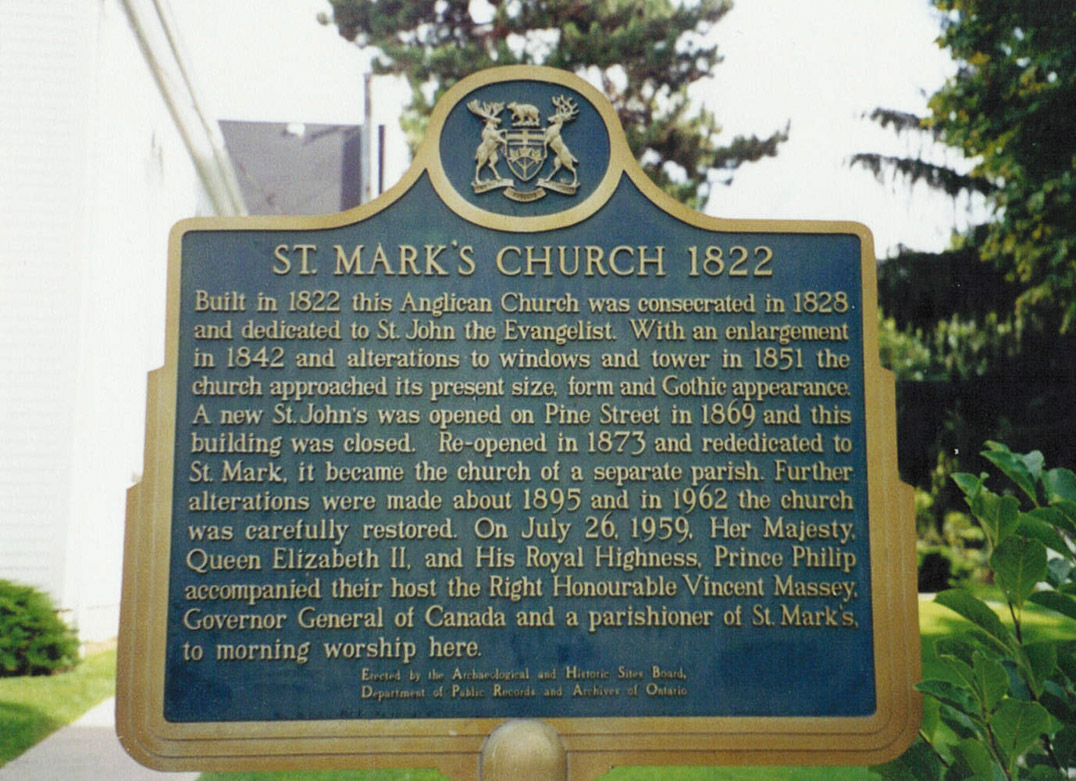 ST. MARK'S CHURCH 1822
Built in 1822 this Anglican Church was consecrated in 1828
and dedicated to St. John the Evangelist. With an enlargement
in 1842 and alterations to windows and tower in 1851 the
church approached its present size, form and Gothic appearance.
A new St. John's was opened on Pine Street in 1869 and this
building was closed. Re-opened in 1873 and rededicated to
St. Mark, it became the church of a separate parish. Further
alterations were made about 1895 and in 1962 the church
was carefully restored. On July 26, 1959, Her Majesty,
Queen Elizabeth II, and His Royal Highness, Prince Philip
accompanied their host the Right Honourable Vincent Massey,
Governor General of Canada and a parishioner of St. Mark's,
to morning worship here.
Erected by the Archaeological and Historic Sites Board,
Department of Public Records and Archives of Ontario